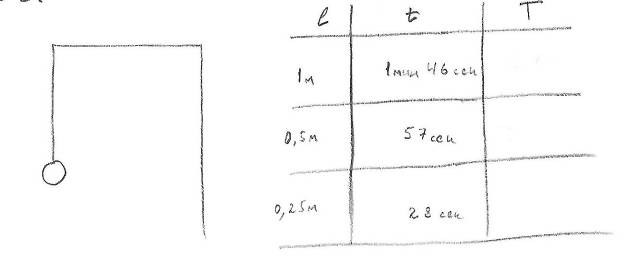 l t T
1м 1мин 46 сек
0,5м 57 сек
0,25м 28 сек